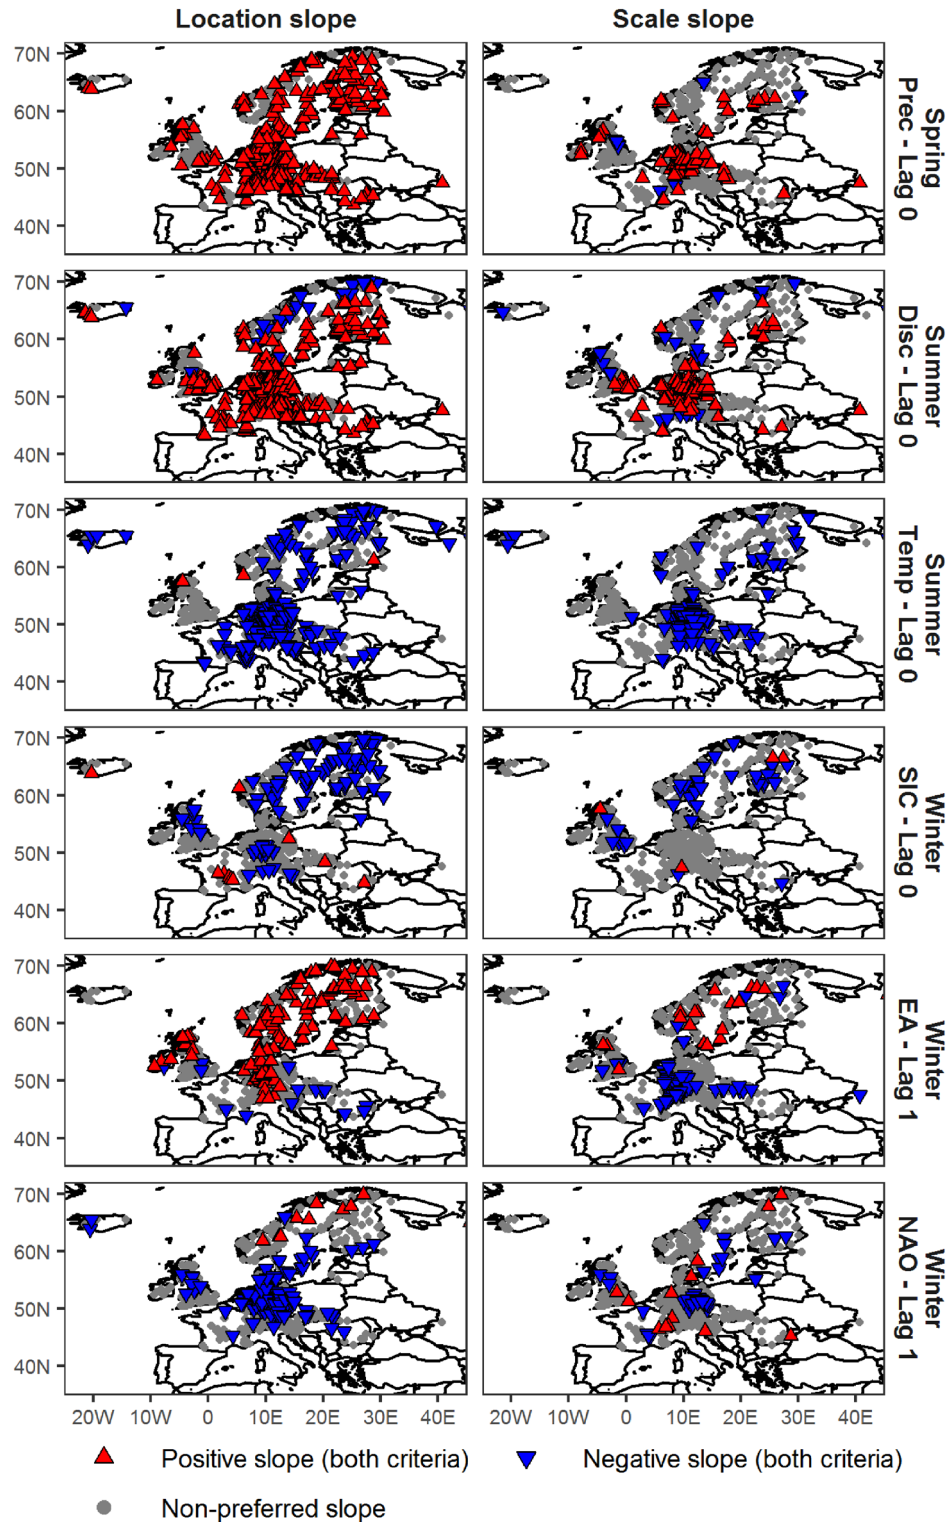 Location slope Scale slope
70N
60N
50N
40N
Spring
Prec - Lag 0
70N
60N
50N
40N
Summer
Disc - Lag 0
70N
60N
50N
40N
Summer
Temp - Lag 0
70N
60N
50N
40N
Winter
SIC - Lag 0
70N
60N
50N
40N
Winter
EA - Lag 1
70N
60N
50N
40N
Winter
NAO - Lag 1
20W 10W 0 10E 20E 30E 40E 20W 10W 0 10E 20E 30E 40E
Positive slope (both criteria) Negative slope (both criteria)
Non-preferred slope